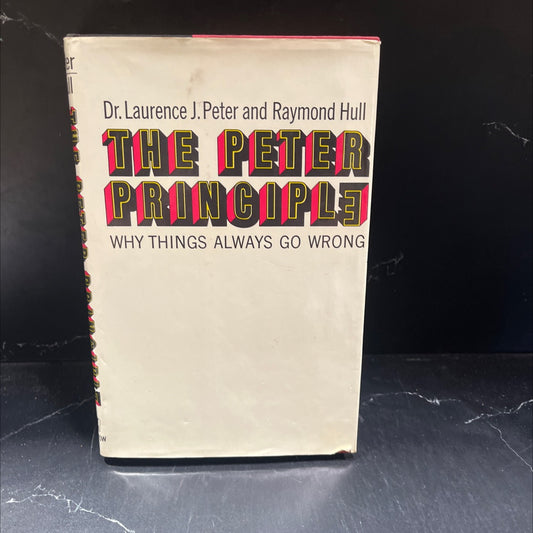 Dr. Laurence J. Peter and Raymond Hull
THE PETER
PRINCIPLE
WHY THINGS ALWAYS GO WRONG